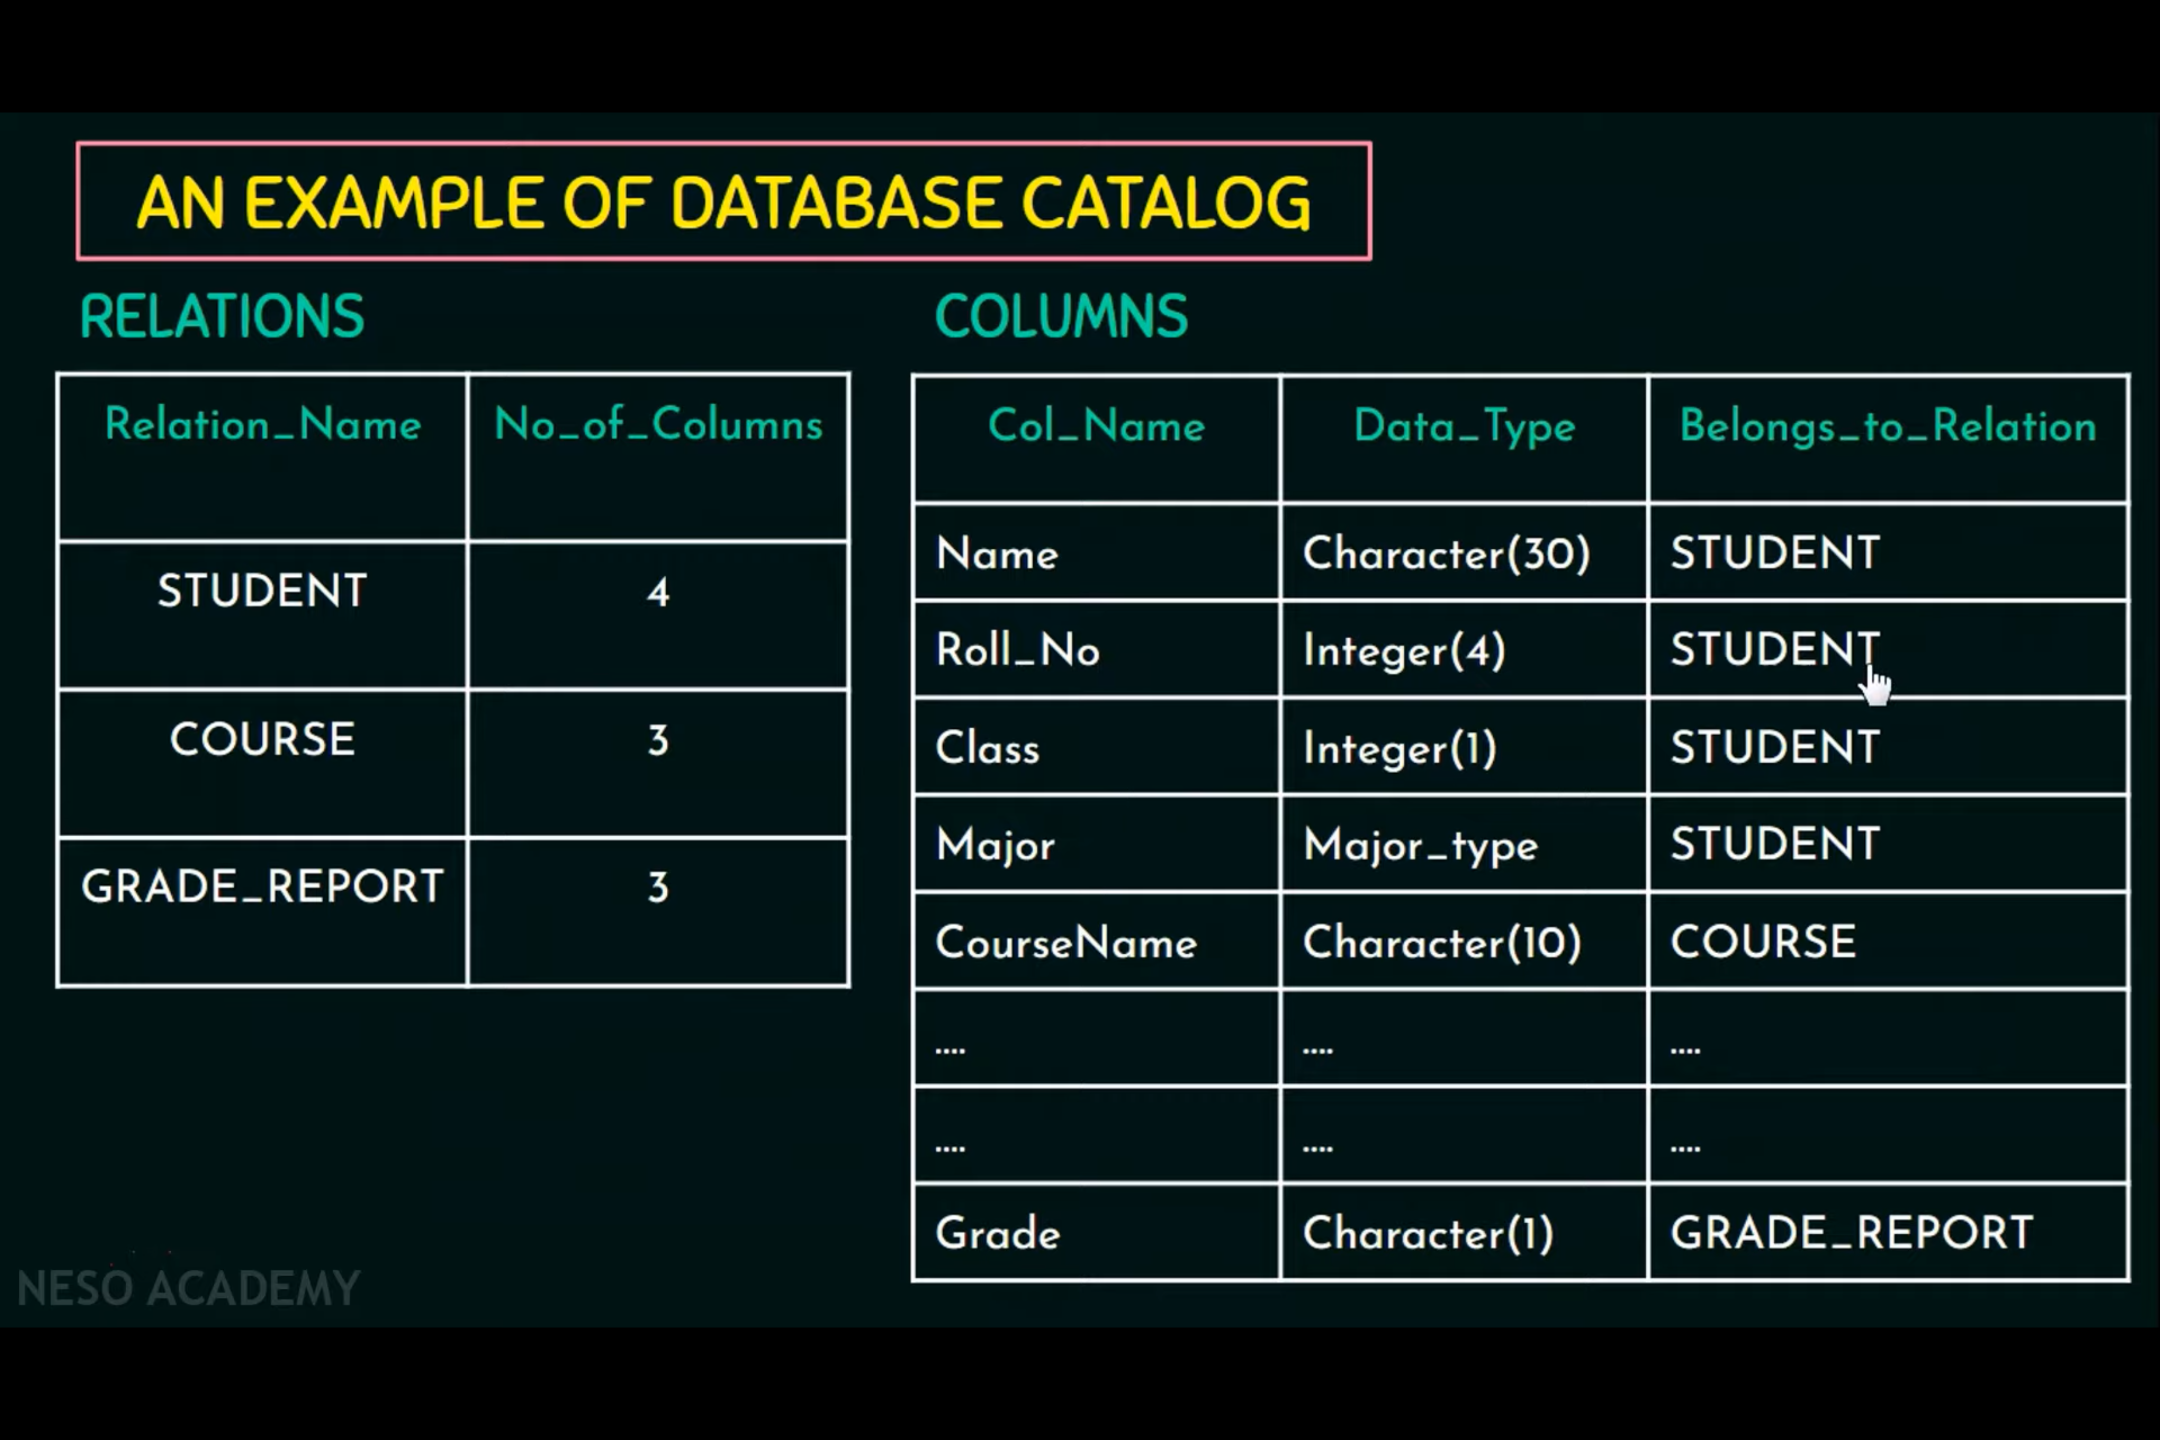 AN EXAMPLE OF DATABASE CATALOG
RELATIONS
Relation_Name No_of_Columns
STUDENT 4
COURSE 3
GRADE_REPORT 3
COLUMNS
Col_Name Data_Type Belongs_to_Relation
Name Character(30) STUDENT
Roll_No Integer(4) STUDENT
Class Integer(1) STUDENT
Major Major_type STUDENT
CourseName Character(10) COURSE
.... .... ....
.... .... ....
Grade Character(1) GRADE_REPORT
NESO ACADEMY